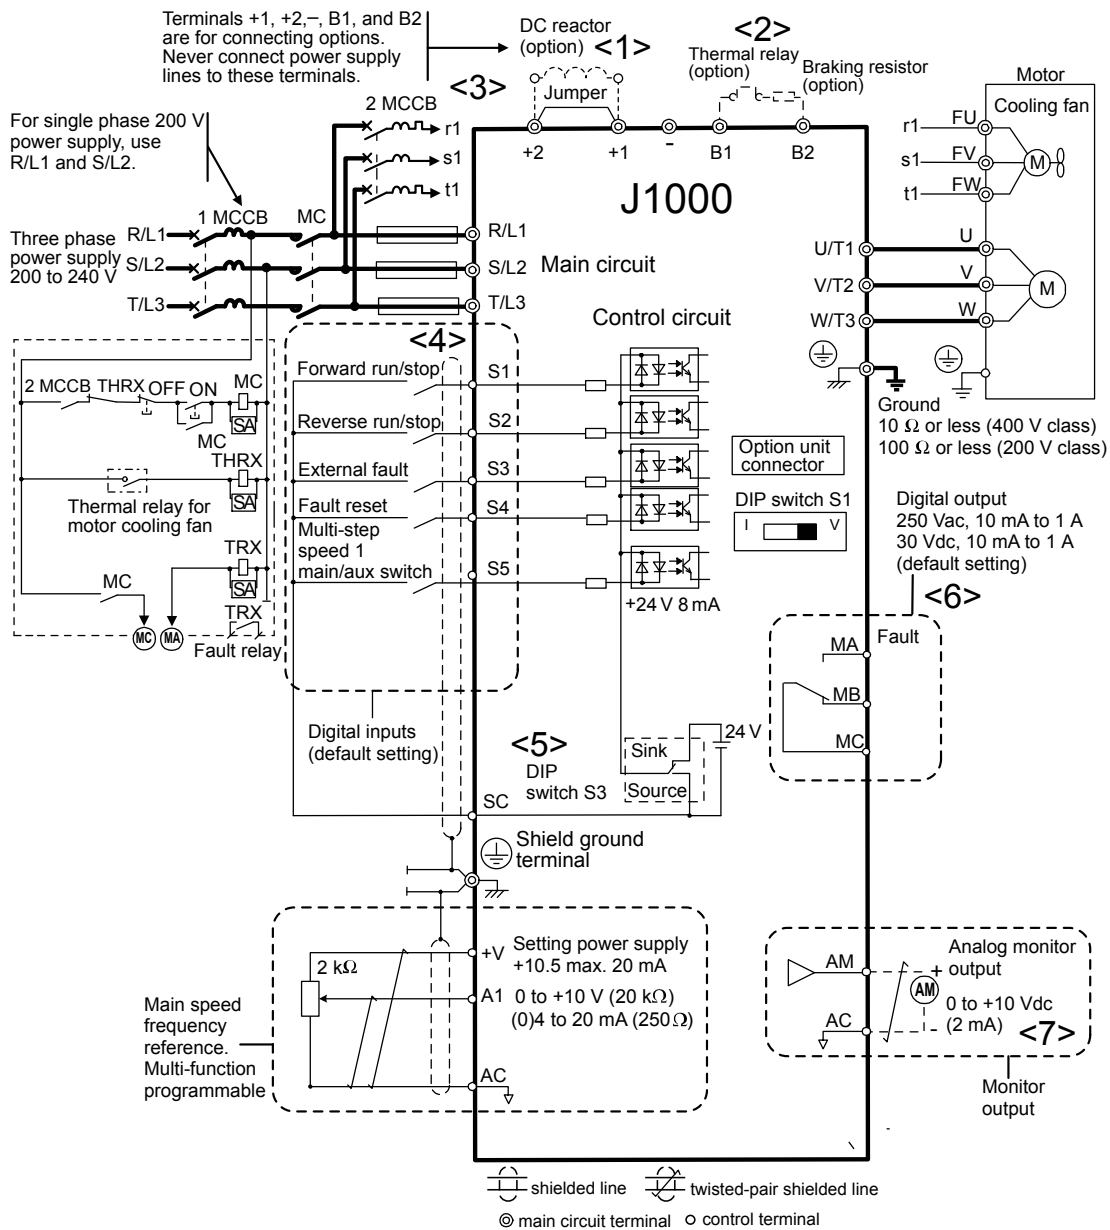 Terminals +1, +2,–, B1, and B2
are for connecting options.
Never connect power supply
lines to these terminals.
DC reactor
(option)
<1>
Jumper
<2>
Thermal relay
(option)
Braking resistor
(option)
<3>
2 MCCB
r1
s1
t1
+2
+1
–
B1
B2
J1000
Motor
Cooling fan
r1
FU
s1
FV
t1
FW
M
For single phase 200 V
power supply, use
R/L1 and S/L2.
1 MCCB
MC
Three phase
power supply
200 to 240 V
R/L1
S/L2
T/L3
R/L1
S/L2
T/L3
Main circuit
U/T1
V/T2
W/T3
U
V
W
M
Ground
10 Ω or less (400 V class)
100 Ω or less (200 V class)
2 MCCB
THRX
OFF
ON
MC
SA
MC
THRX
SA
Thermal relay for
motor cooling fan
TRX
SA
MC
TRX
MC
MA
Fault relay
<4>
Forward run/stop
S1
Reverse run/stop
S2
External fault
S3
Fault reset
S4
Multi-step
speed 1
main/aux switch
S5
Digital inputs
(default setting)
Control circuit
+24 V 8 mA
Option unit
connector
DIP switch S1
I
V
Digital output
250 Vac, 10 mA to 1 A
30 Vdc, 10 mA to 1 A
(default setting)
<6>
Fault
MA
MB
MC
<5>
DIP
switch S3
Sink
Source
24 V
SC
Shield ground
terminal
Main speed
frequency
reference.
Multi-function
programmable
2 kΩ
+V
Setting power supply
+10.5 max. 20 mA
A1
0 to +10 V (20 kΩ)
(0)4 to 20 mA (250 Ω)
AC
AM
Analog monitor
output
+
AM
0 to +10 Vdc
(2 mA)
AC
-
<7>
Monitor
output
shielded line
twisted-pair shielded line
main circuit terminal
control terminal